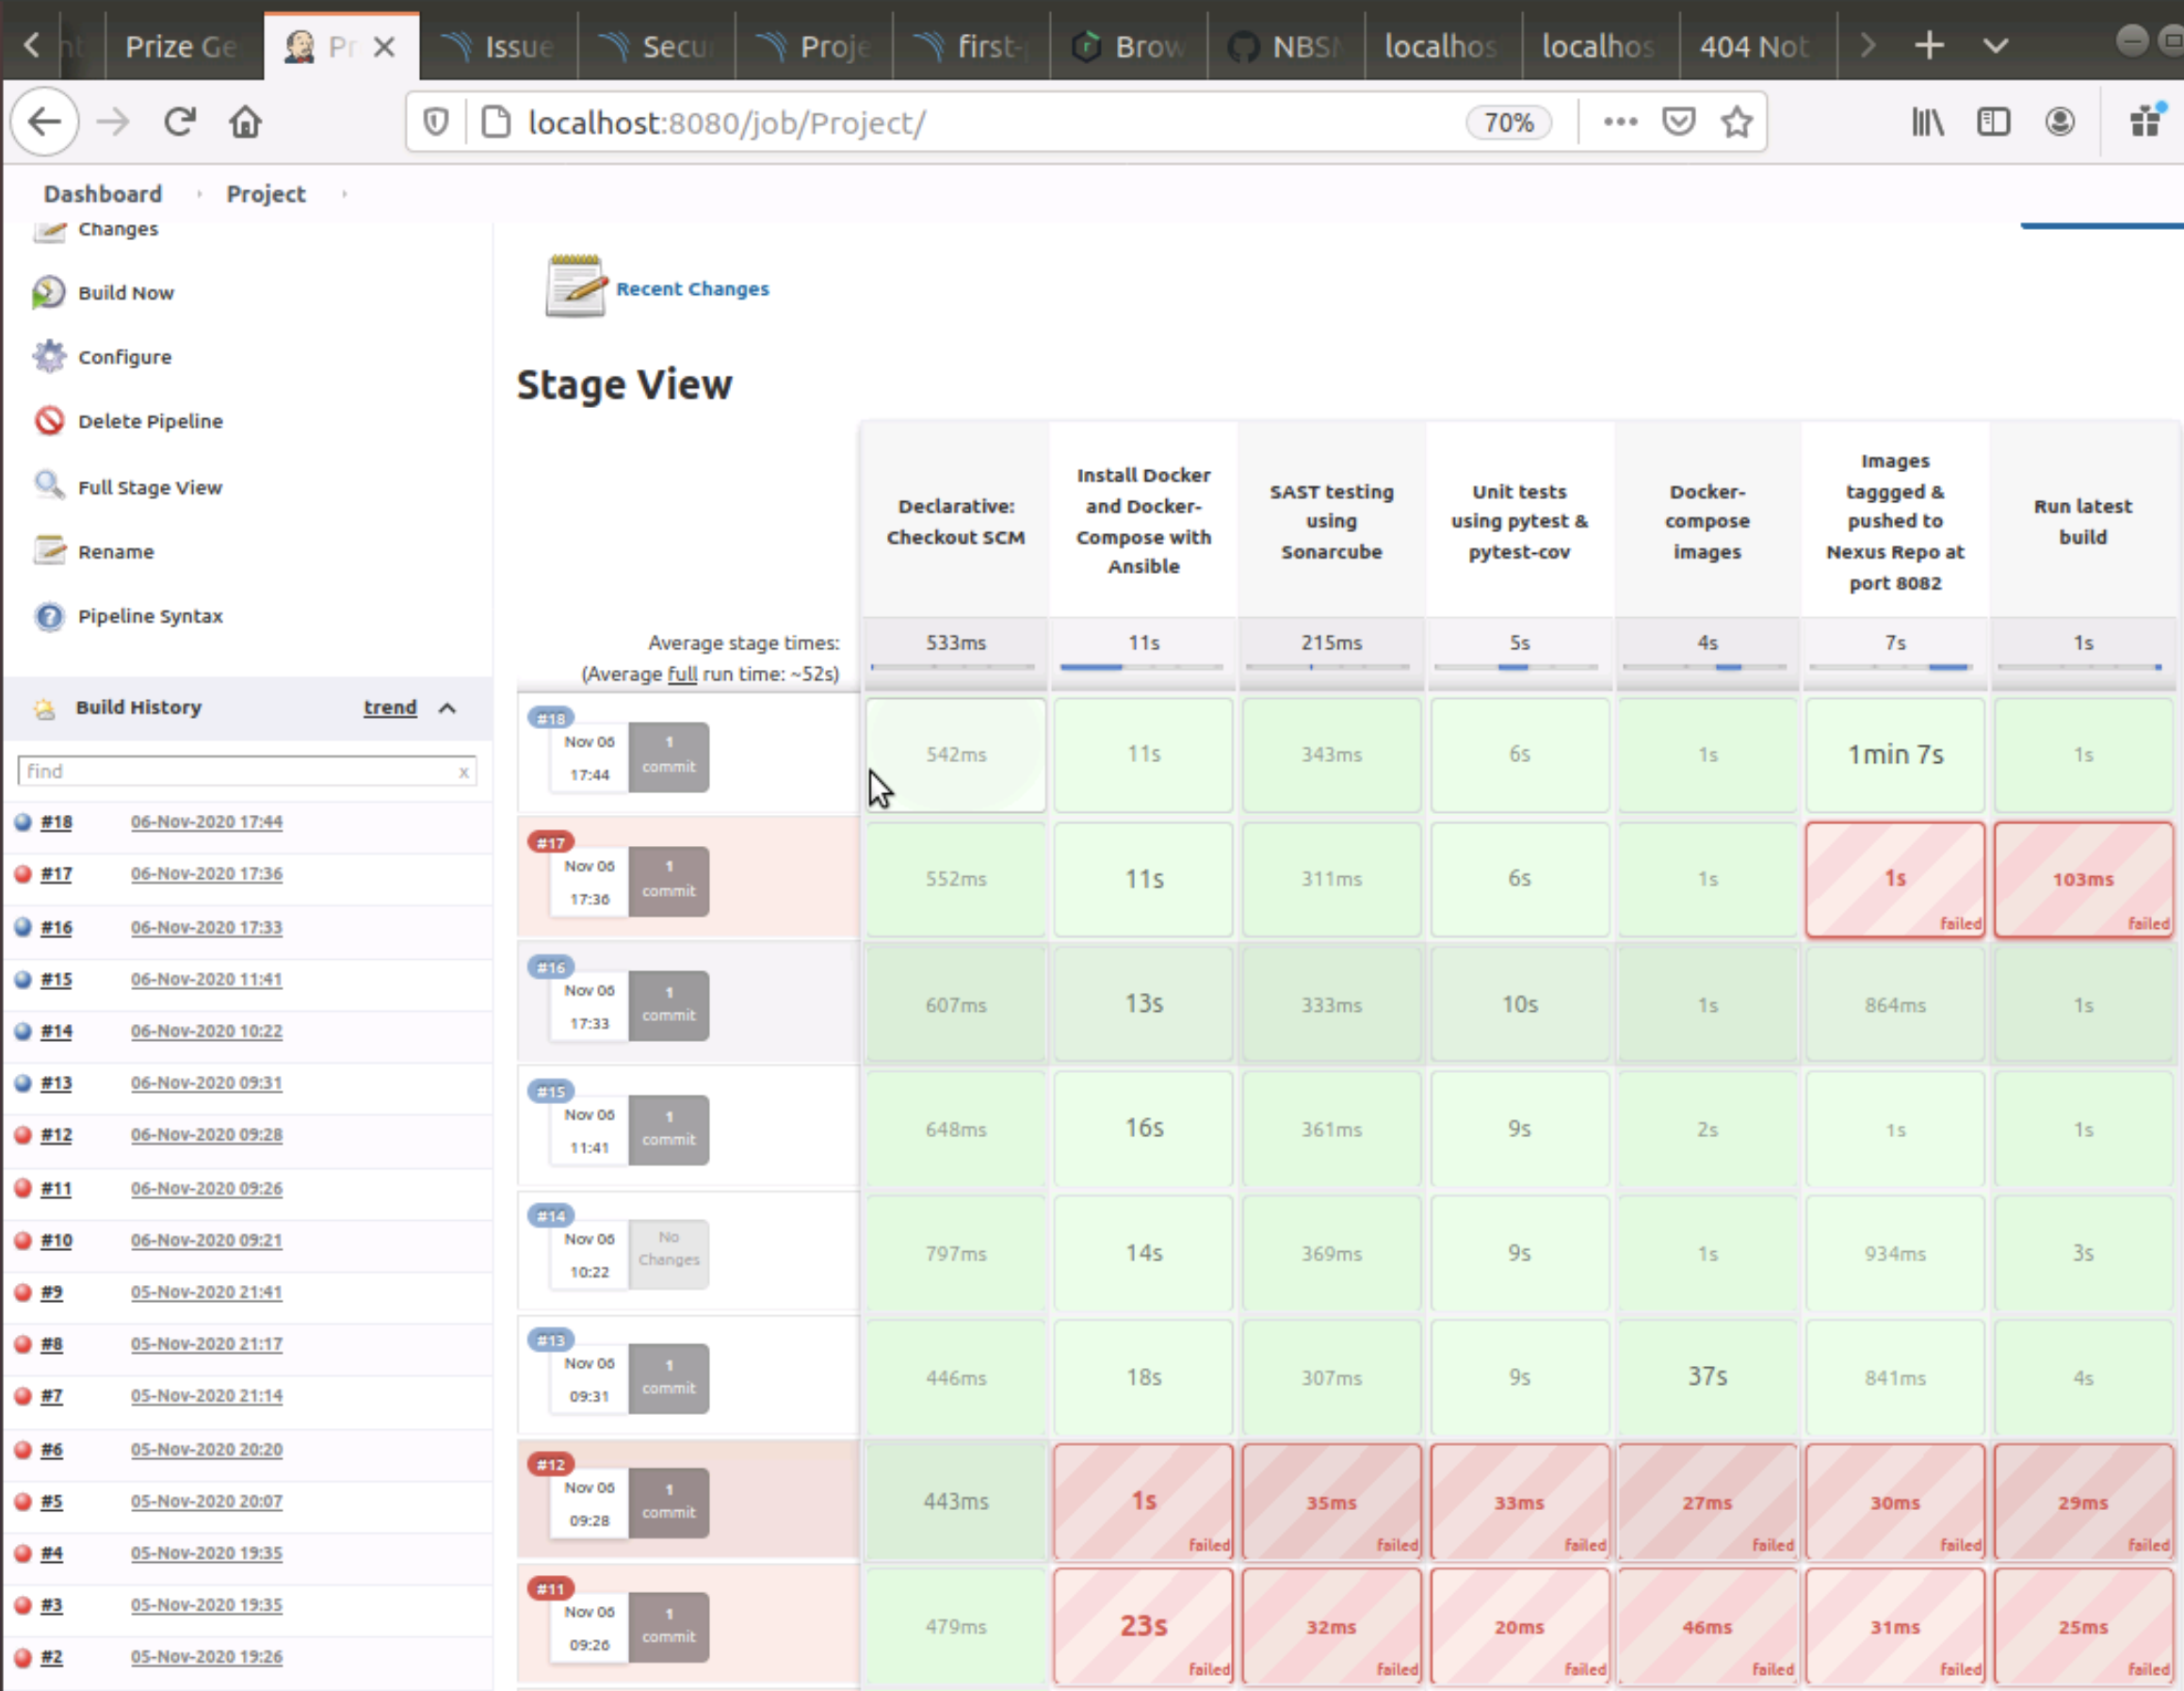 Prize Ge
Pr
Issue
Secu
Proje
first-
Brow
NBS
localhos
localhos
404 Not
localhost:8080/job/Project/
70%
Dashboard
Project
Changes
Build Now
Configure
Delete Pipeline
Full Stage View
Rename
Pipeline Syntax
Build History
trend
find
x
#18 06-Nov-2020 17:44
#17 06-Nov-2020 17:36
#16 06-Nov-2020 17:33
#15 06-Nov-2020 11:41
#14 06-Nov-2020 10:22
#13 06-Nov-2020 09:31
#12 06-Nov-2020 09:28
#11 06-Nov-2020 09:26
#10 06-Nov-2020 09:21
#9 05-Nov-2020 21:41
#8 05-Nov-2020 21:17
#7 05-Nov-2020 21:14
#6 05-Nov-2020 20:20
#5 05-Nov-2020 20:07
#4 05-Nov-2020 19:35
#3 05-Nov-2020 19:35
#2 05-Nov-2020 19:26
Recent Changes
Stage View
Declarative:
Checkout SCM
Install Docker
and Docker-
Compose with
Ansible
SAST testing
using
Sonarcube
Unit tests
using pytest &
pytest-cov
Docker-
compose
images
Images
taggged &
pushed to
Nexus Repo at
port 8082
Run latest
build
Average stage times:
(Average full run time: ~52s)
533ms 11s 215ms 5s 4s 7s 1s
#18
Nov 06
17:44
1
commit
542ms 11s 343ms 6s 1s 1min 7s 1s
#17
Nov 06
17:36
1
commit
552ms 11s 311ms 6s 1s 1s 103ms
failed failed
#16
Nov 06
17:33
1
commit
607ms 13s 333ms 10s 1s 864ms 1s
#15
Nov 06
11:41
1
commit
648ms 16s 361ms 9s 2s 1s 1s
#14
Nov 06
10:22
No
Changes
797ms 14s 369ms 9s 1s 934ms 3s
#13
Nov 06
09:31
1
commit
446ms 18s 307ms 9s 37s 841ms 4s
#12
Nov 06
09:28
1
commit
443ms 1s 35ms 33ms 27ms 30ms 29ms
failed failed failed failed failed failed
#11
Nov 06
09:26
1
commit
479ms 23s 32ms 20ms 46ms 31ms 25ms
failed failed failed failed failed failed